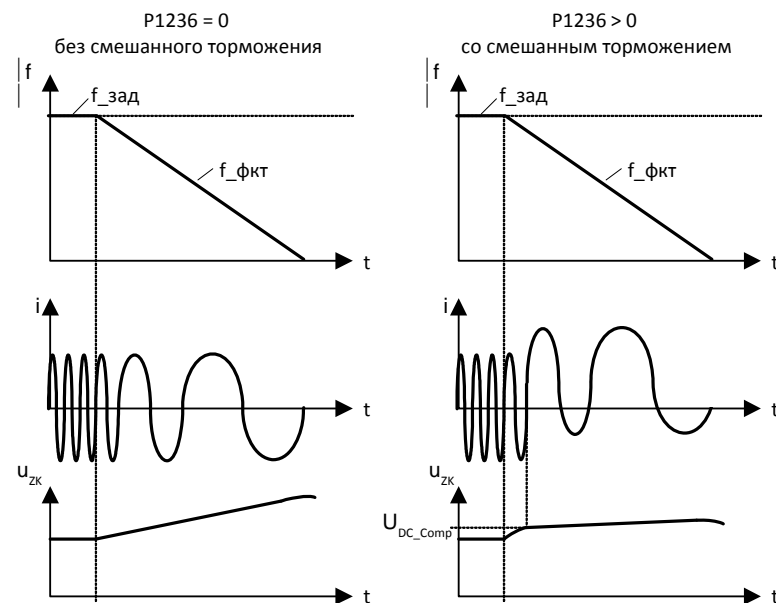 P1236 = 0
без смешанного торможения
|f|
f_зад
f_фкт
t
i
t
u_ZK
t
P1236 > 0
со смешанным торможением
|f|
f_зад
f_фкт
t
i
t
u_ZK
U_DC_Comp
t